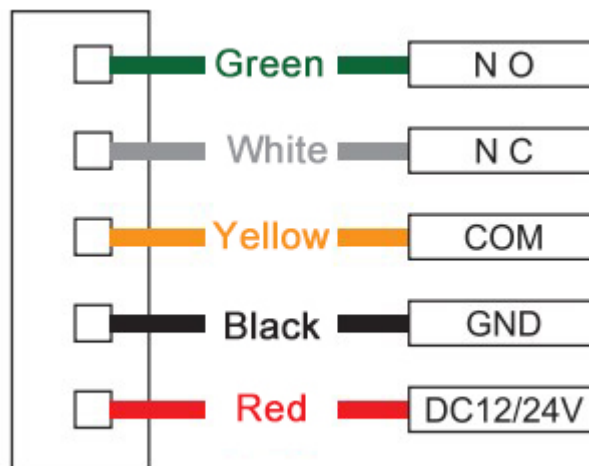 Green N O
White N C
Yellow COM
Black GND
Red DC12/24V